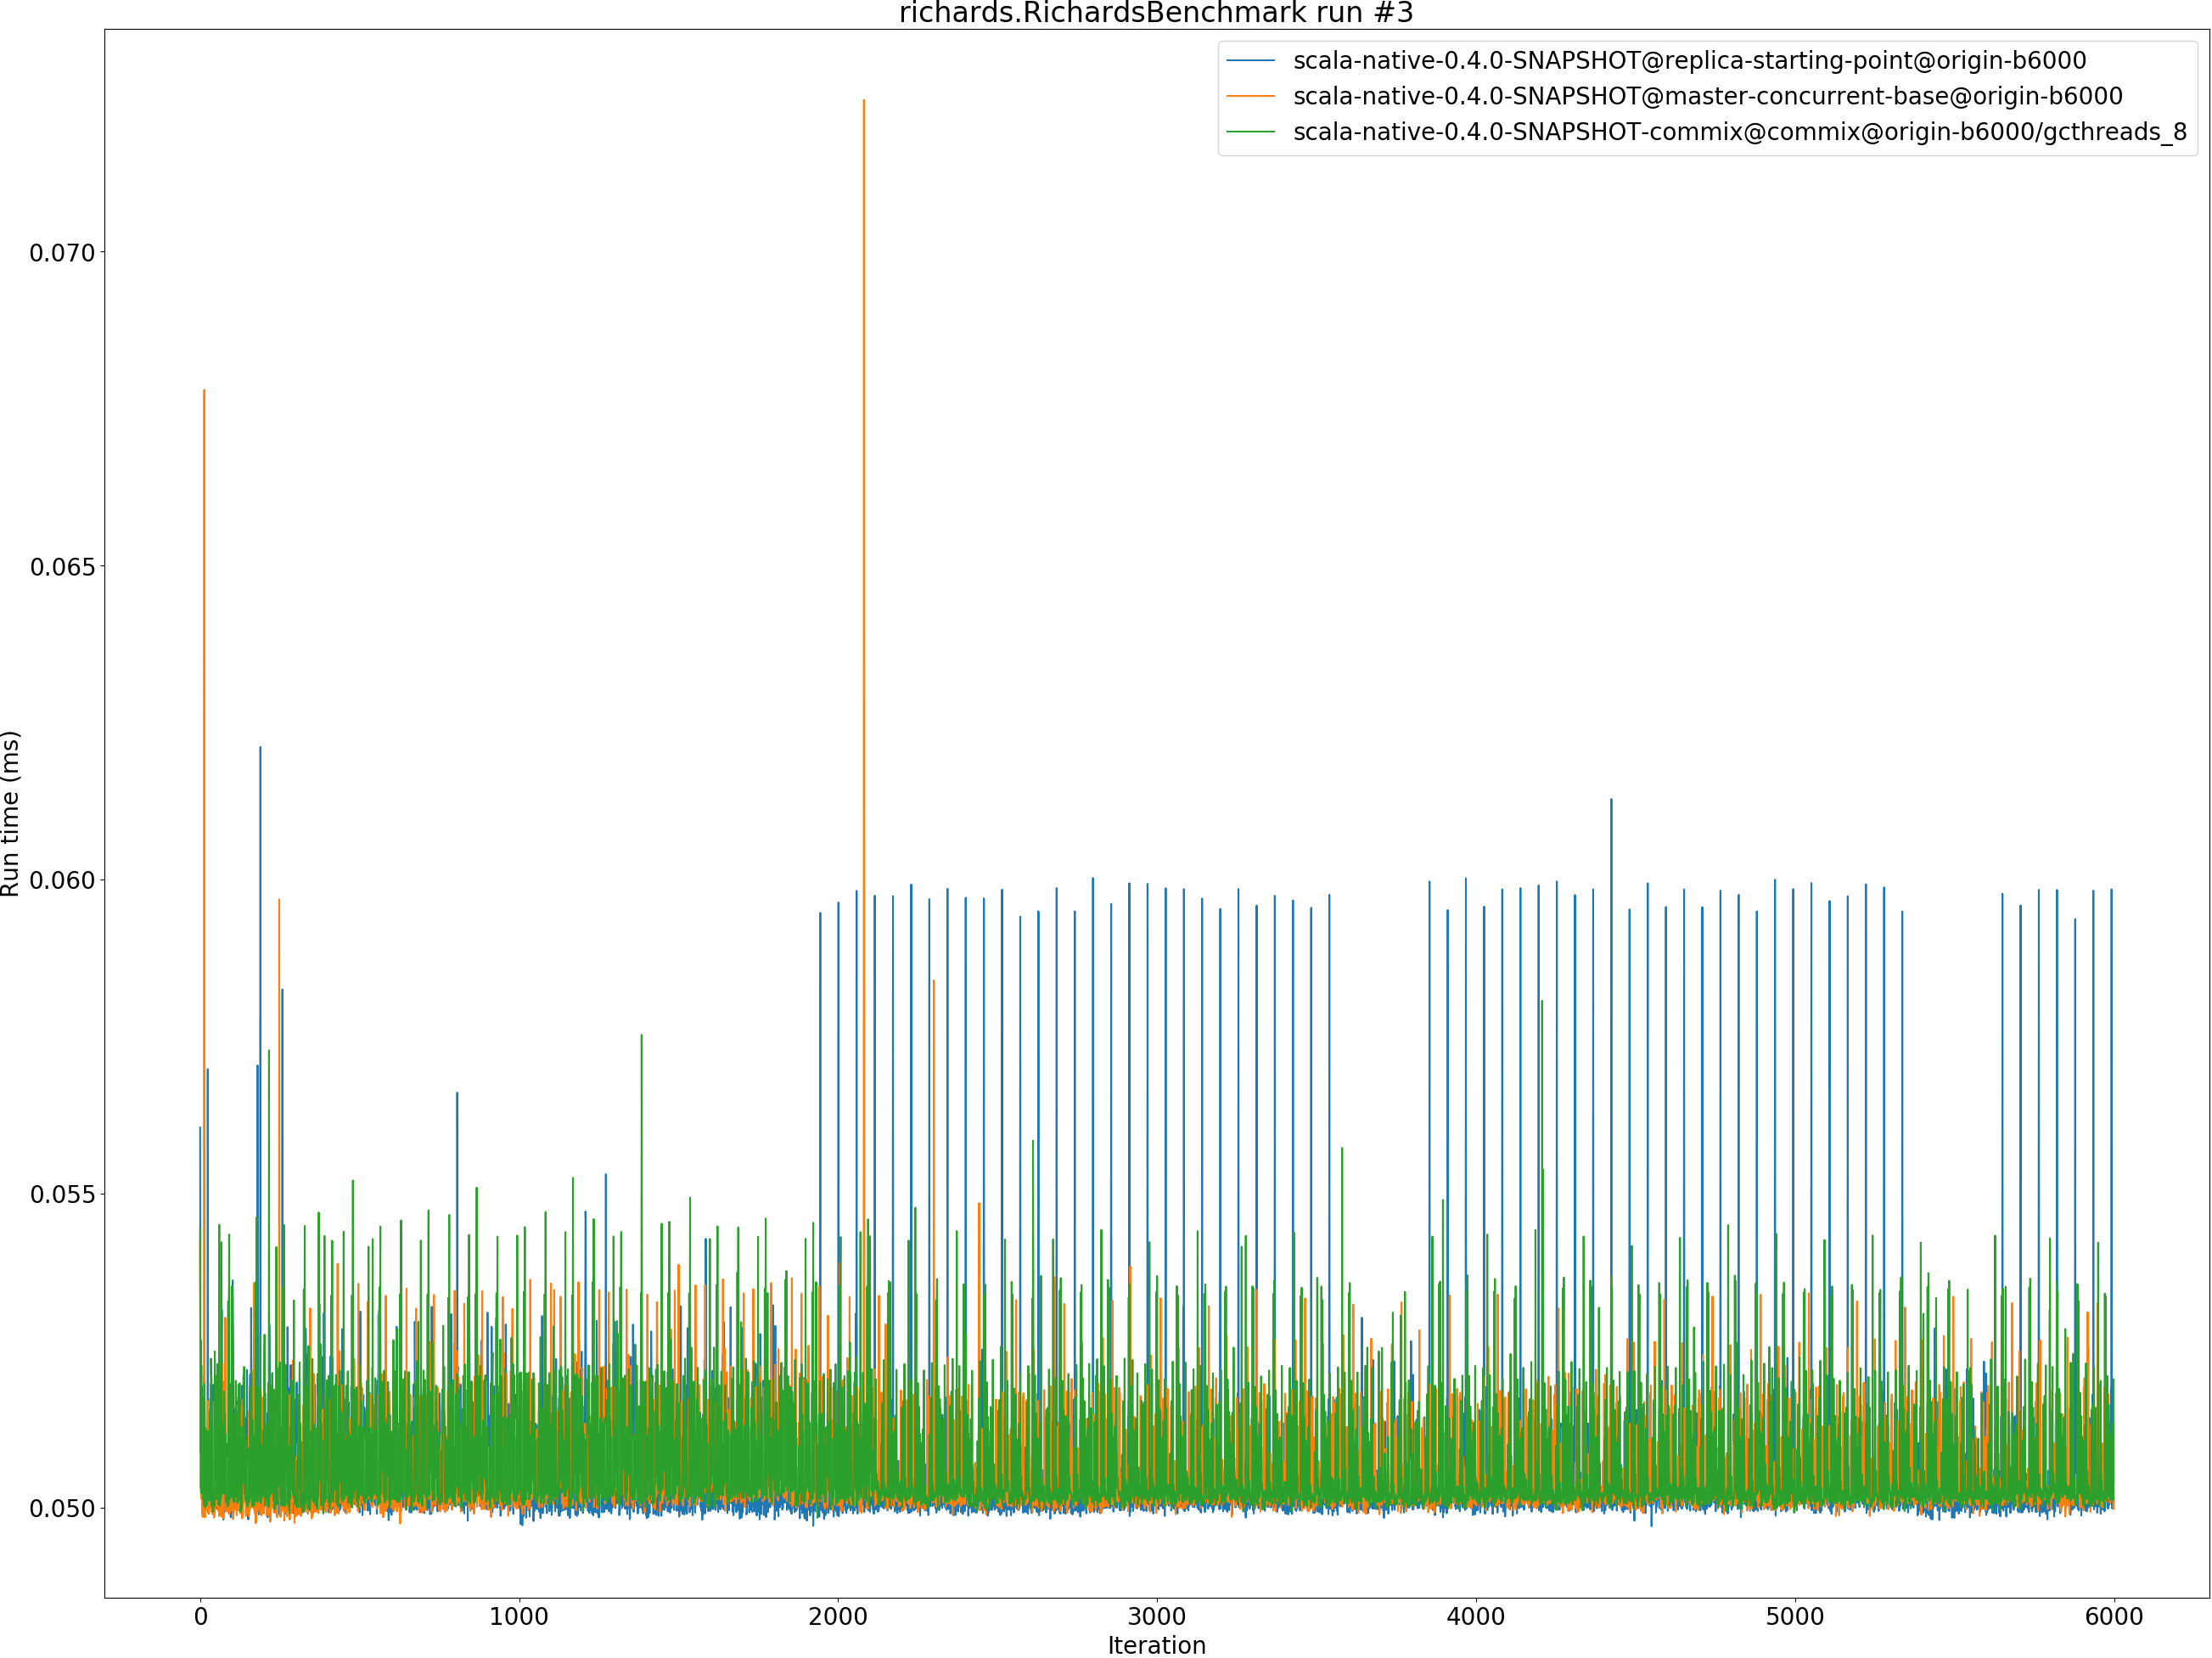 richards.RichardsBenchmark run #3
scala-native-0.4.0-SNAPSHOT@replica-starting-point@origin-b6000
scala-native-0.4.0-SNAPSHOT@master-concurrent-base@origin-b6000
scala-native-0.4.0-SNAPSHOT-commix@commix@origin-b6000/gcthreads_8
0.070
0.065
0.060
0.055
0.050
Run time (ms)
0 1000 2000 3000 4000 5000 6000
Iteration